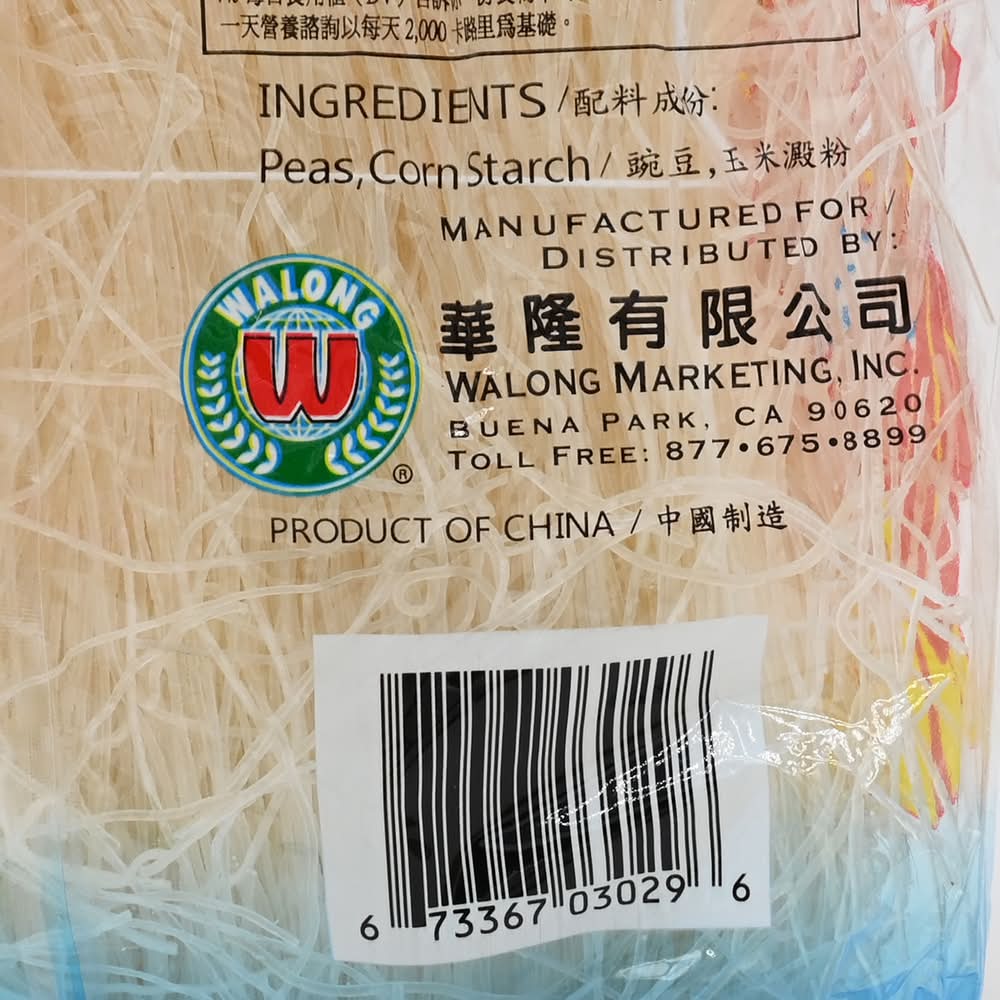 一天營養諮詢以每天 2,000 卡路里爲基礎。
INGREDIENTS /配料成份:
Peas, Corn Starch / 豌豆,玉米澱粉
MANUFACTURED FOR /
DISTRIBUTED BY:
WALONG
W
®
華隆有限公司
WALONG MARKETING, INC.
BUENA PARK, CA 90620
TOLL FREE: 877•675•8899
PRODUCT OF CHINA / 中國制造
6 73367 03029 6